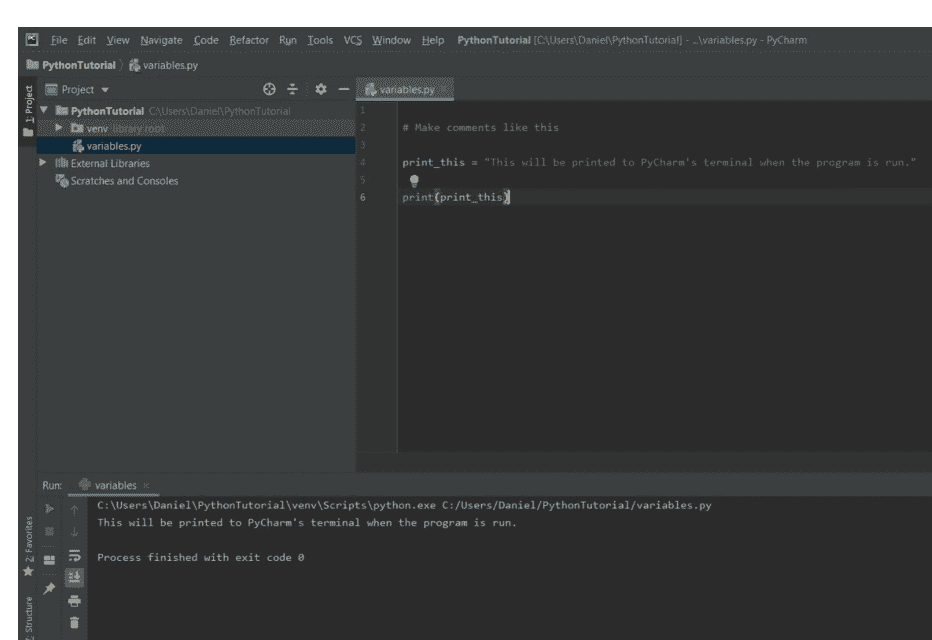 File Edit View Navigate Code Refactor Run Tools VCS Window Help PythonTutorial [C:\Users\Daniel\PythonTutorial] - ...\variables.py - PyCharm
PythonTutorial variables.py
1: Project
Project
variables.py
PythonTutorial C:\Users\Daniel\PythonTutorial
venv library root
variables.py
External Libraries
Scratches and Consoles
1
2 # Make comments like this
3
4 print_this = "This will be printed to PyCharm's terminal when the program is run."
5
6 print(print_this)
Run: variables
C:\Users\Daniel\PythonTutorial\venv\Scripts\python.exe C:/Users/Daniel/PythonTutorial/variables.py
This will be printed to PyCharm's terminal when the program is run.
Process finished with exit code 0
2: Favorites
Structure